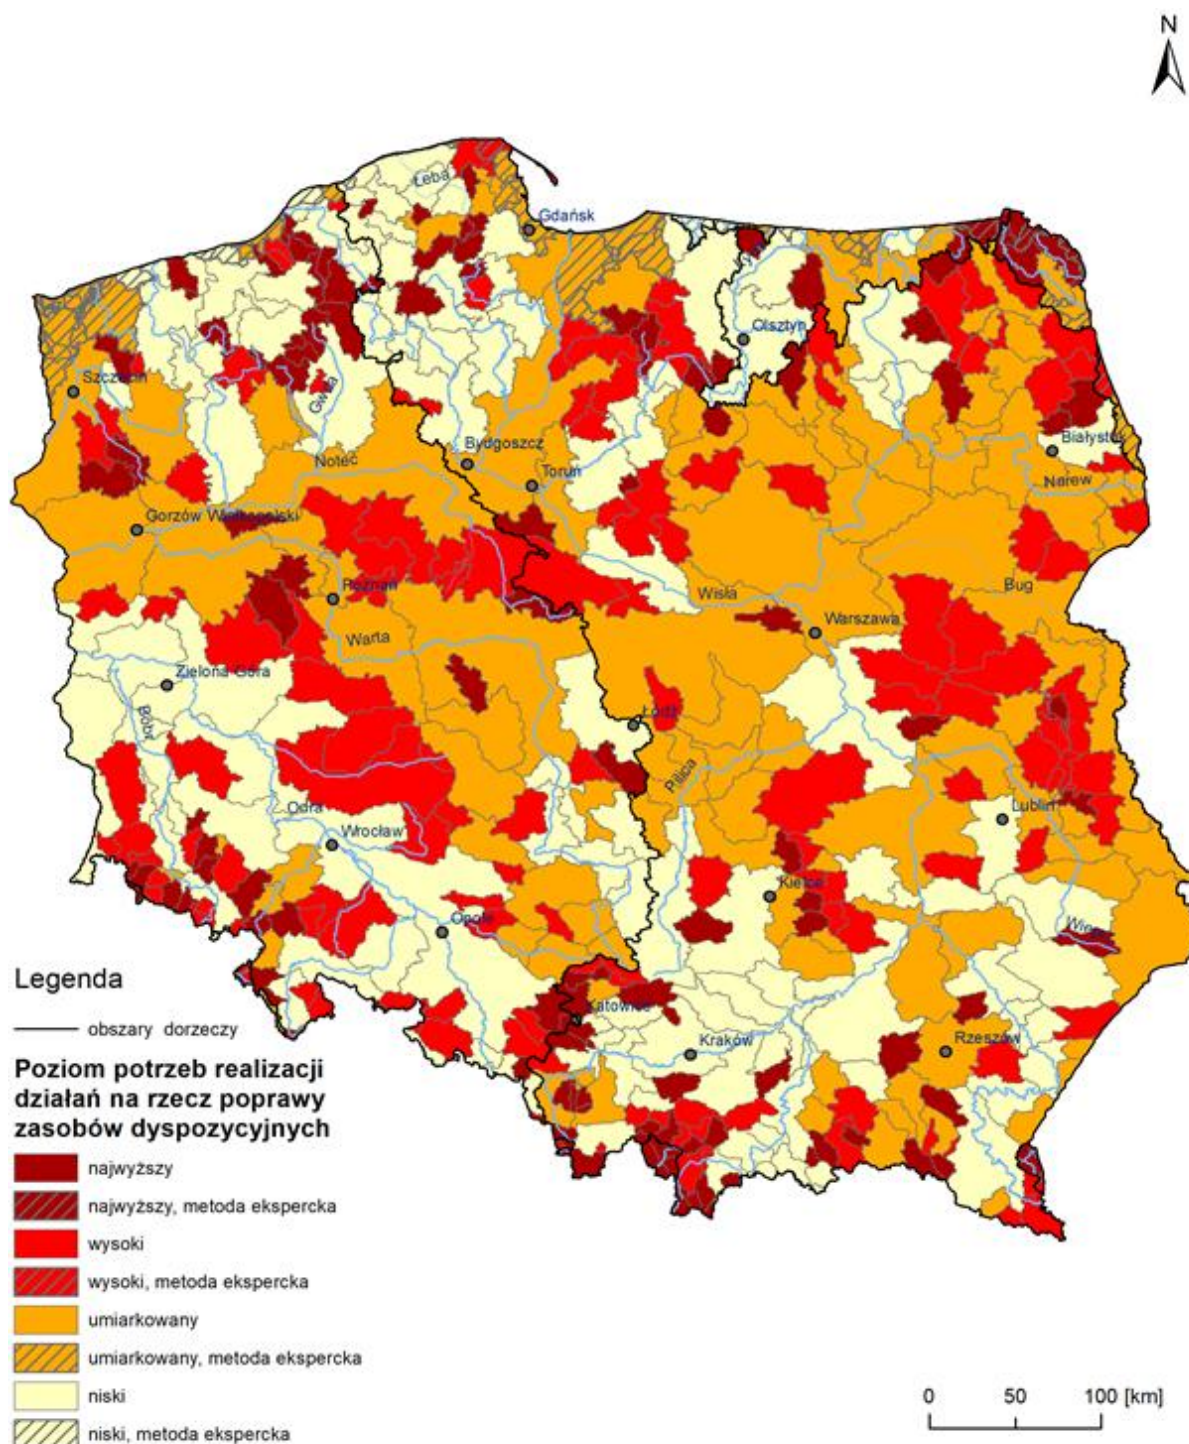 N
Łeba
Gdańsk
Olsztyn
Szczecin
Gwda
Bydgoszcz
Białystok
Noteć
Toruń
Narew
Gorzów Wielkopolski
Bug
Poznań
Wisła
Warszawa
Warta
Zielona Góra
Bóbr
Łódź
Pilica
Odra
Lublin
Wrocław
Kielce
Opole
Wieprz
Legenda
obszary dorzeczy
Katowice
Kraków
Rzeszów
Poziom potrzeb realizacji
działań na rzecz poprawy
zasobów dyspozycyjnych
najwyższy
najwyższy, metoda ekspercka
wysoki
wysoki, metoda ekspercka
umiarkowany
umiarkowany, metoda ekspercka
niski
niski, metoda ekspercka
0 50 100 [km]